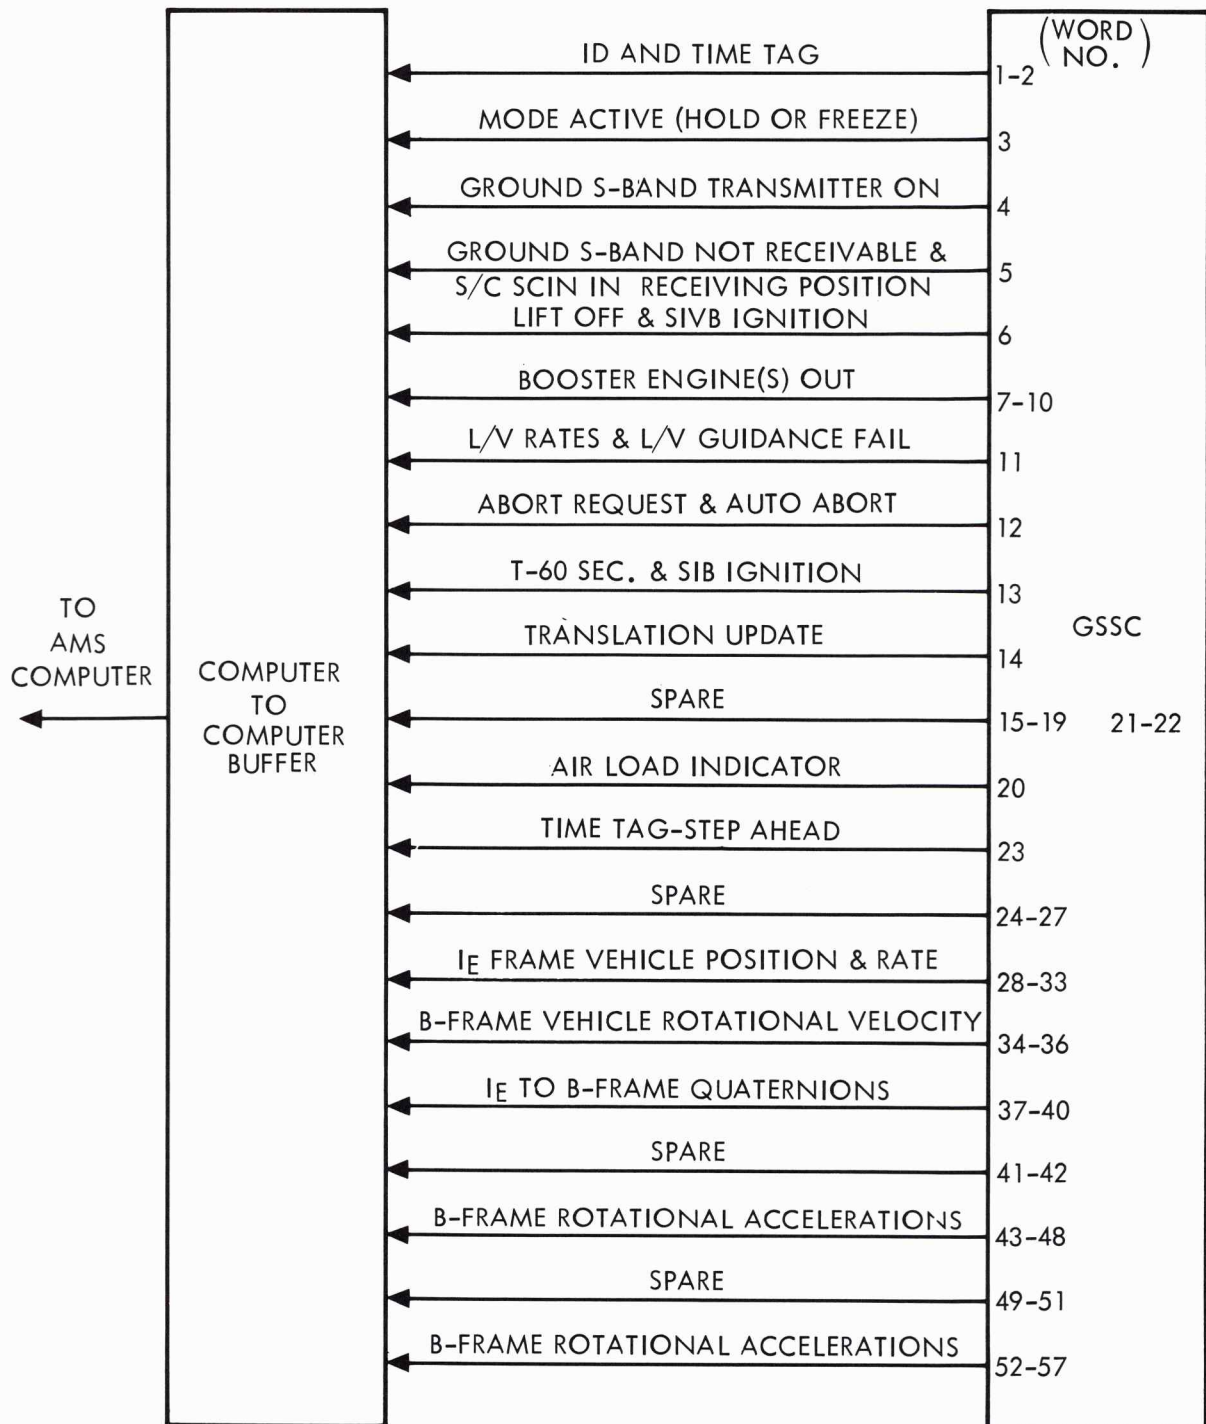 (WORD NO.)
ID AND TIME TAG
1-2
MODE ACTIVE (HOLD OR FREEZE)
3
GROUND S-BAND TRANSMITTER ON
4
GROUND S-BAND NOT RECEIVABLE &
5
S/C SCIN IN RECEIVING POSITION
LIFT OFF & SIVB IGNITION
6
BOOSTER ENGINE(S) OUT
7-10
L/V RATES & L/V GUIDANCE FAIL
11
ABORT REQUEST & AUTO ABORT
12
T-60 SEC. & SIB IGNITION
13
TRANSLATION UPDATE
14
SPARE
15-19 21-22
AIR LOAD INDICATOR
20
TIME TAG-STEP AHEAD
23
SPARE
24-27
IE FRAME VEHICLE POSITION & RATE
28-33
B-FRAME VEHICLE ROTATIONAL VELOCITY
34-36
IE TO B-FRAME QUATERNIONS
37-40
SPARE
41-42
B-FRAME ROTATIONAL ACCELERATIONS
43-48
SPARE
49-51
B-FRAME ROTATIONAL ACCELERATIONS
52-57
TO
AMS
COMPUTER
COMPUTER
TO
COMPUTER
BUFFER
GSSC